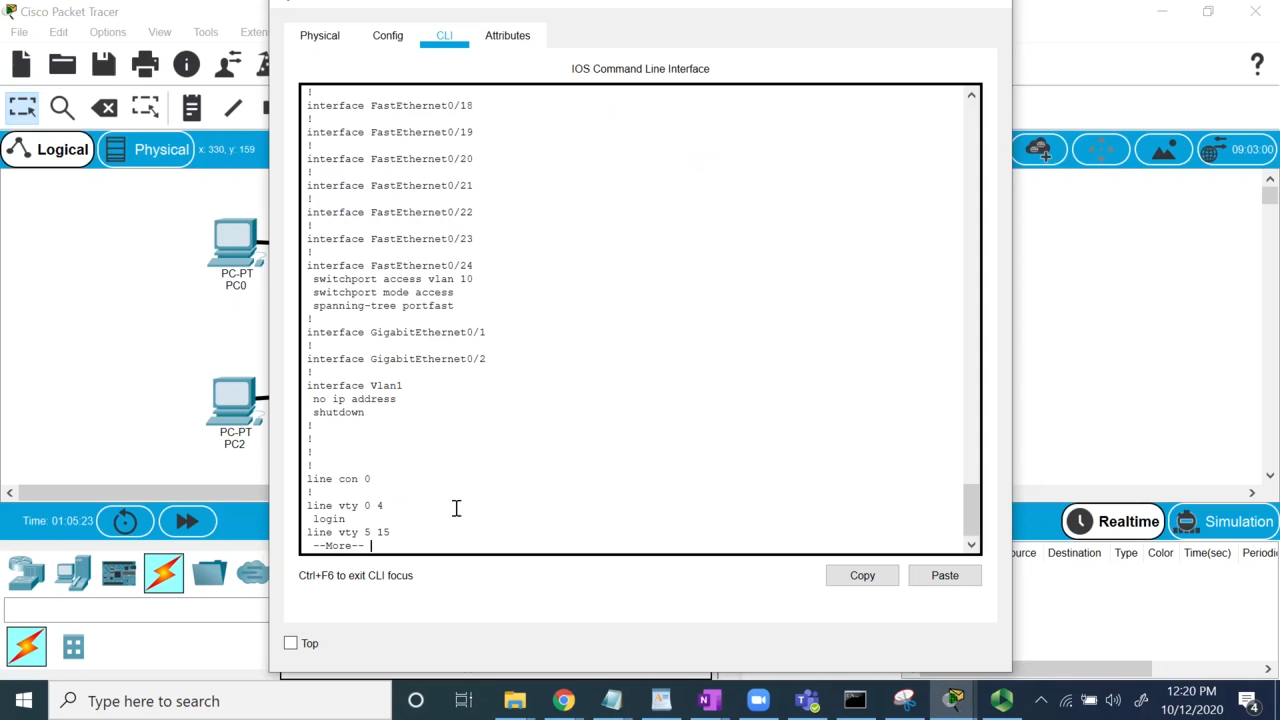 Cisco Packet Tracer
File Edit Options View Tools Exten
Logical
Physical
x: 330, y: 159
09:03:00
Physical Config CLI Attributes
IOS Command Line Interface
!
interface FastEthernet0/18
!
interface FastEthernet0/19
!
interface FastEthernet0/20
!
interface FastEthernet0/21
!
interface FastEthernet0/22
!
interface FastEthernet0/23
!
interface FastEthernet0/24
switchport access vlan 10
switchport mode access
spanning-tree portfast
!
interface GigabitEthernet0/1
!
interface GigabitEthernet0/2
!
interface Vlan1
no ip address
shutdown
!
!
!
!
line con 0
!
line vty 0 4
login
line vty 5 15
--More--
Ctrl+F6 to exit CLI focus
Copy
Paste
Top
PC-PT
PC0
PC-PT
PC2
Time: 01:05:23
Realtime
Simulation
ource Destination Type Color Time(sec) Periodi
Type here to search
12:20 PM
10/12/2020
4